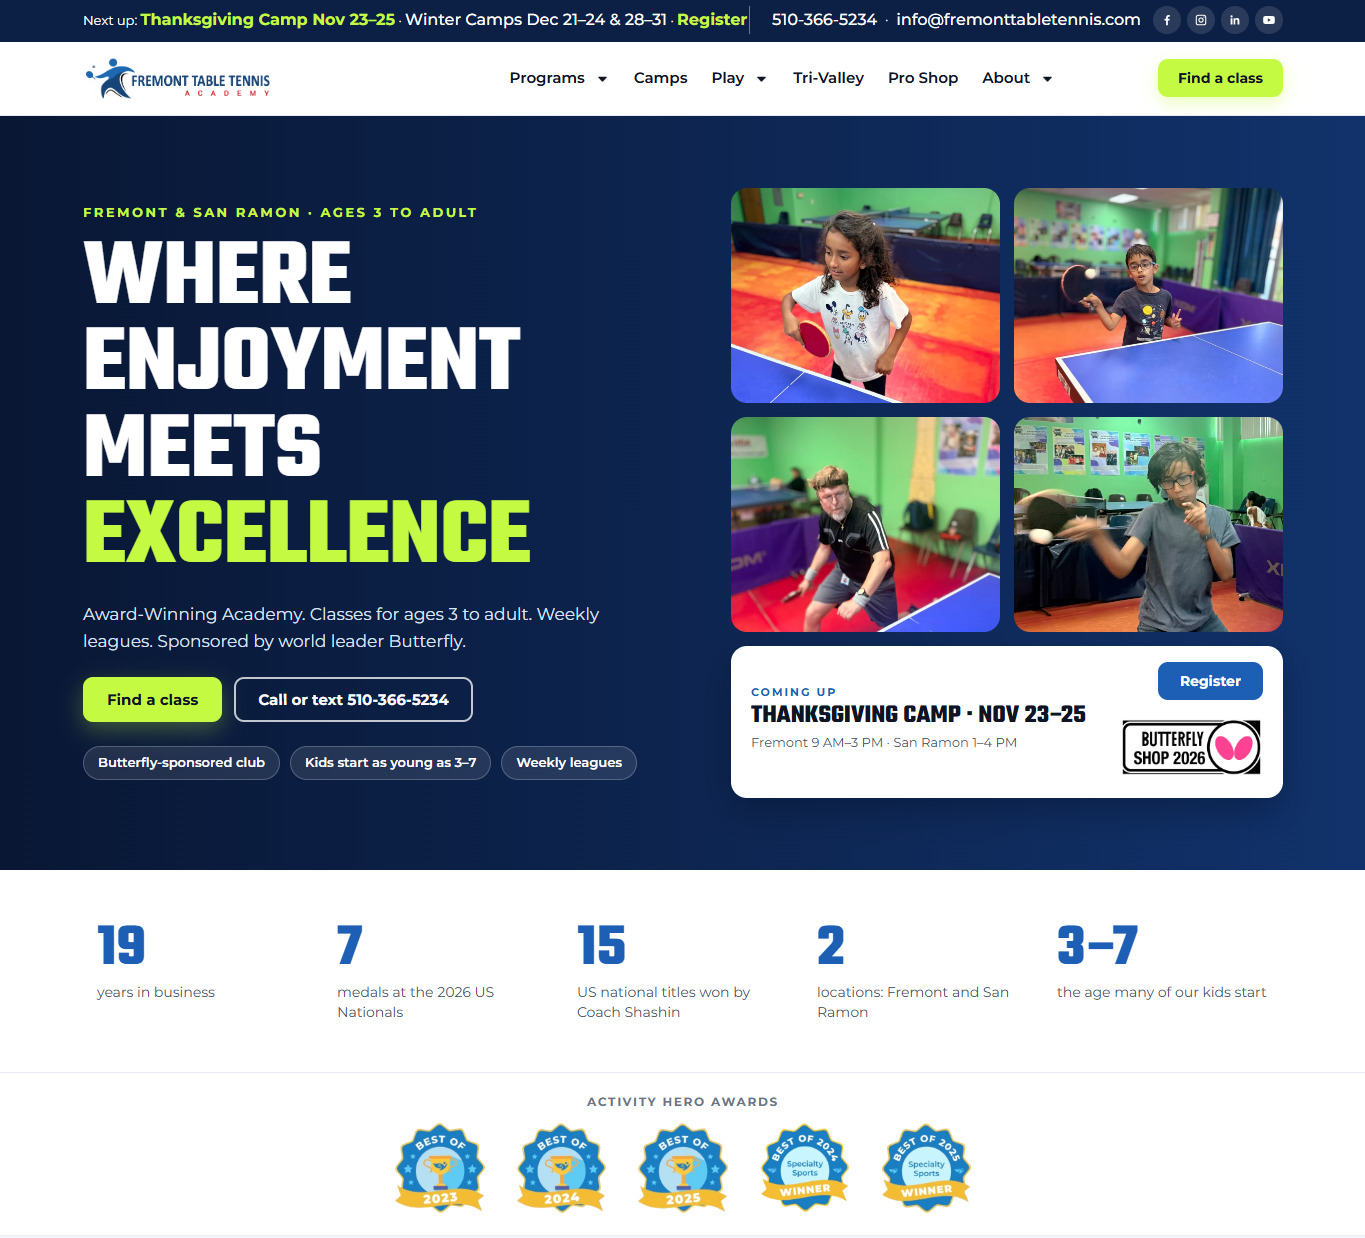 Next up: Thanksgiving Camp Nov 23–25 · Winter Camps Dec 21–24 & 28–31 · Register
510-366-5234 · info@fremonttabletennis.com
FREMONT TABLE TENNIS
ACADEMY
Programs
Camps
Play
Tri-Valley
Pro Shop
About
Find a class
FREMONT & SAN RAMON · AGES 3 TO ADULT
WHERE
ENJOYMENT
MEETS
EXCELLENCE
Award-Winning Academy. Classes for ages 3 to adult. Weekly
leagues. Sponsored by world leader Butterfly.
Find a class
Call or text 510-366-5234
Butterfly-sponsored club
Kids start as young as 3–7
Weekly leagues
COMING UP
THANKSGIVING CAMP · NOV 23–25
Fremont 9 AM–3 PM · San Ramon 1–4 PM
Register
BUTTERFLY
SHOP 2026
19
years in business
7
medals at the 2026 US
Nationals
15
US national titles won by
Coach Shashin
2
locations: Fremont and San
Ramon
3–7
the age many of our kids start
ACTIVITY HERO AWARDS
BEST OF
2023
BEST OF
2024
BEST OF
2025
BEST OF 2024
Specialty
Sports
WINNER
BEST OF 2025
Specialty
Sports
WINNER